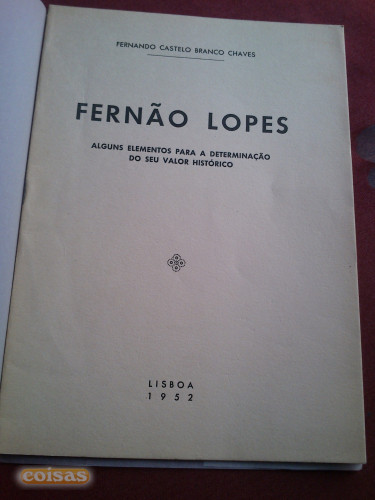 FERNANDO CASTELO BRANCO CHAVES
FERNÃO LOPES
ALGUNS ELEMENTOS PARA A DETERMINAÇÃO
DO SEU VALOR HISTÓRICO
LISBOA
1952
coisas